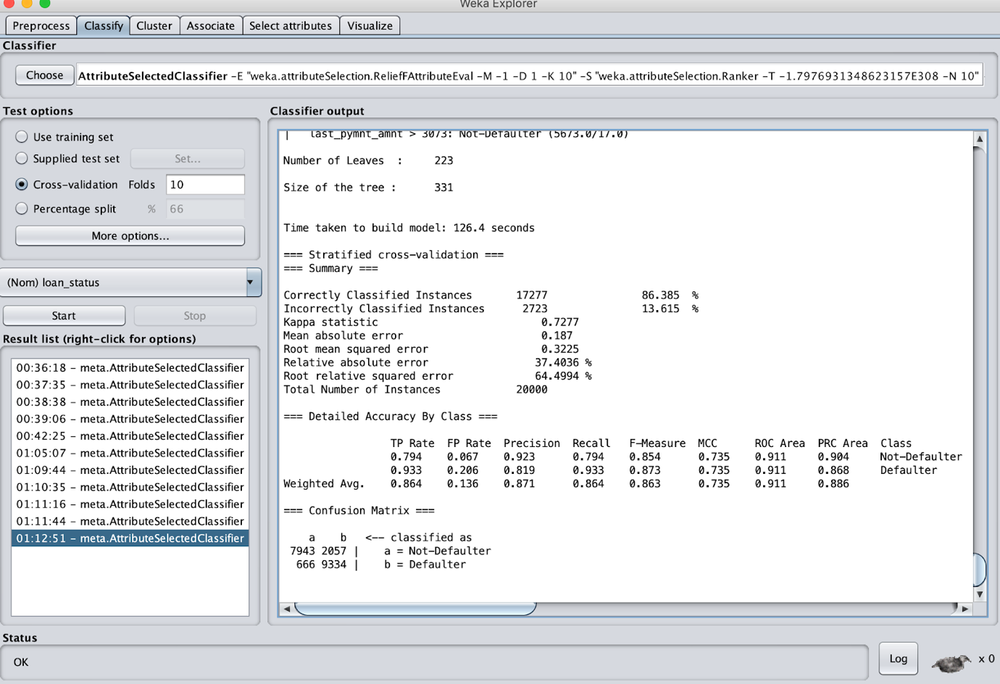 Weka Explorer
Preprocess Classify Cluster Associate Select attributes Visualize
Classifier
Choose AttributeSelectedClassifier -E "weka.attributeSelection.ReliefFAttributeEval -M -1 -D 1 -K 10" -S "weka.attributeSelection.Ranker -T -1.7976931348623157E308 -N 10"
Test options
Use training set
Supplied test set Set...
Cross-validation Folds 10
Percentage split % 66
More options...
(Nom) loan_status
Start Stop
Result list (right-click for options)
00:36:18 - meta.AttributeSelectedClassifier
00:37:35 - meta.AttributeSelectedClassifier
00:38:38 - meta.AttributeSelectedClassifier
00:39:06 - meta.AttributeSelectedClassifier
00:42:25 - meta.AttributeSelectedClassifier
01:05:07 - meta.AttributeSelectedClassifier
01:09:44 - meta.AttributeSelectedClassifier
01:10:35 - meta.AttributeSelectedClassifier
01:11:16 - meta.AttributeSelectedClassifier
01:11:44 - meta.AttributeSelectedClassifier
01:12:51 - meta.AttributeSelectedClassifier
Classifier output
| last_pymnt_amnt > 3073: Not-Defaulter (5673.0/17.0)
Number of Leaves : 223
Size of the tree : 331
Time taken to build model: 126.4 seconds
=== Stratified cross-validation ===
=== Summary ===
Correctly Classified Instances 17277 86.385 %
Incorrectly Classified Instances 2723 13.615 %
Kappa statistic 0.7277
Mean absolute error 0.187
Root mean squared error 0.3225
Relative absolute error 37.4036 %
Root relative squared error 64.4994 %
Total Number of Instances 20000
=== Detailed Accuracy By Class ===
TP Rate FP Rate Precision Recall F-Measure MCC ROC Area PRC Area Class
0.794 0.067 0.923 0.794 0.854 0.735 0.911 0.904 Not-Defaulter
0.933 0.206 0.819 0.933 0.873 0.735 0.911 0.868 Defaulter
Weighted Avg. 0.864 0.136 0.871 0.864 0.863 0.735 0.911 0.886
=== Confusion Matrix ===
a b <-- classified as
7943 2057 | a = Not-Defaulter
666 9334 | b = Defaulter
Status
OK
Log
x 0